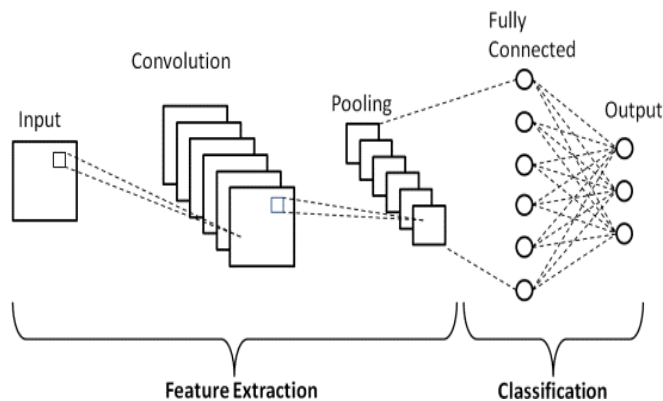 Fully
Connected
Convolution
Pooling
Output
Input
Feature Extraction
Classification